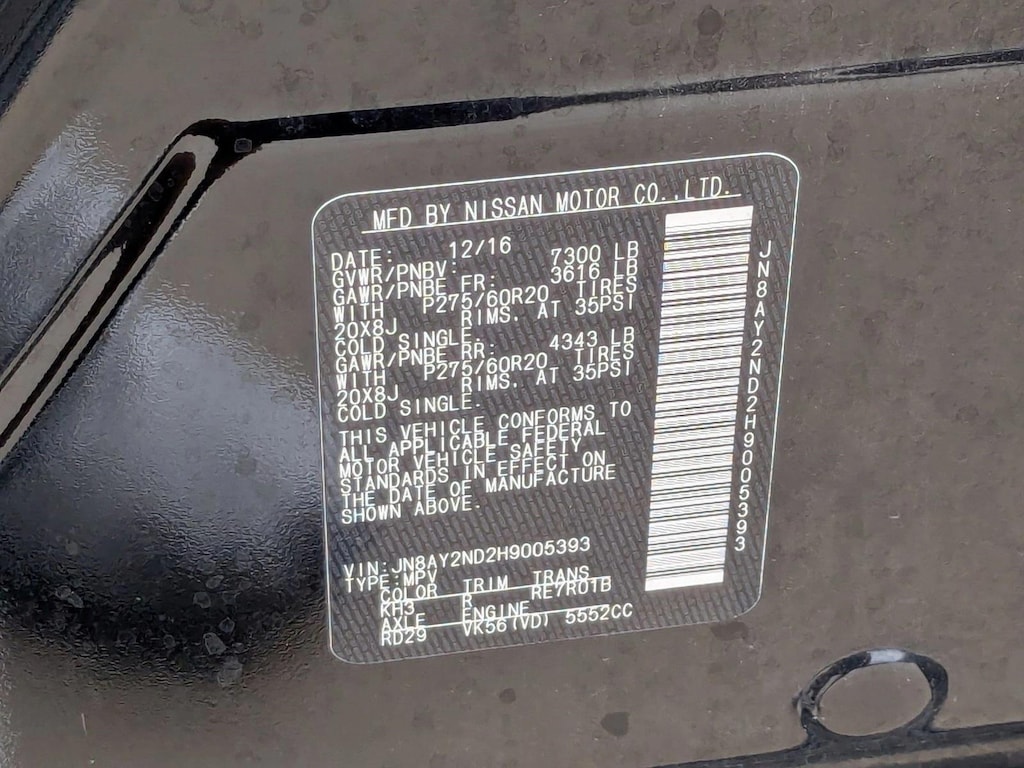 MFD BY NISSAN MOTOR CO.,LTD.
DATE: 12/16
GVWR/PNBV: 7300 LB
GAWR/PNBE FR: 3616 LB
WITH P275/60R20 TIRES
20X8J RIMS, AT 35PSI
COLD SINGLE.
GAWR/PNBE RR: 4343 LB
WITH P275/60R20 TIRES
20X8J RIMS, AT 35PSI
COLD SINGLE.
THIS VEHICLE CONFORMS TO
ALL APPLICABLE FEDERAL
MOTOR VEHICLE SAFETY
STANDARDS IN EFFECT ON
THE DATE OF MANUFACTURE
SHOWN ABOVE.
VIN:JN8AY2ND2H9005393
TYPE:MPV
COLOR TRIM TRANS
KH3 R RE7R01B
AXLE ENGINE
RD29 VK56(VD) 5552CC
JN8AY2ND2H9005393